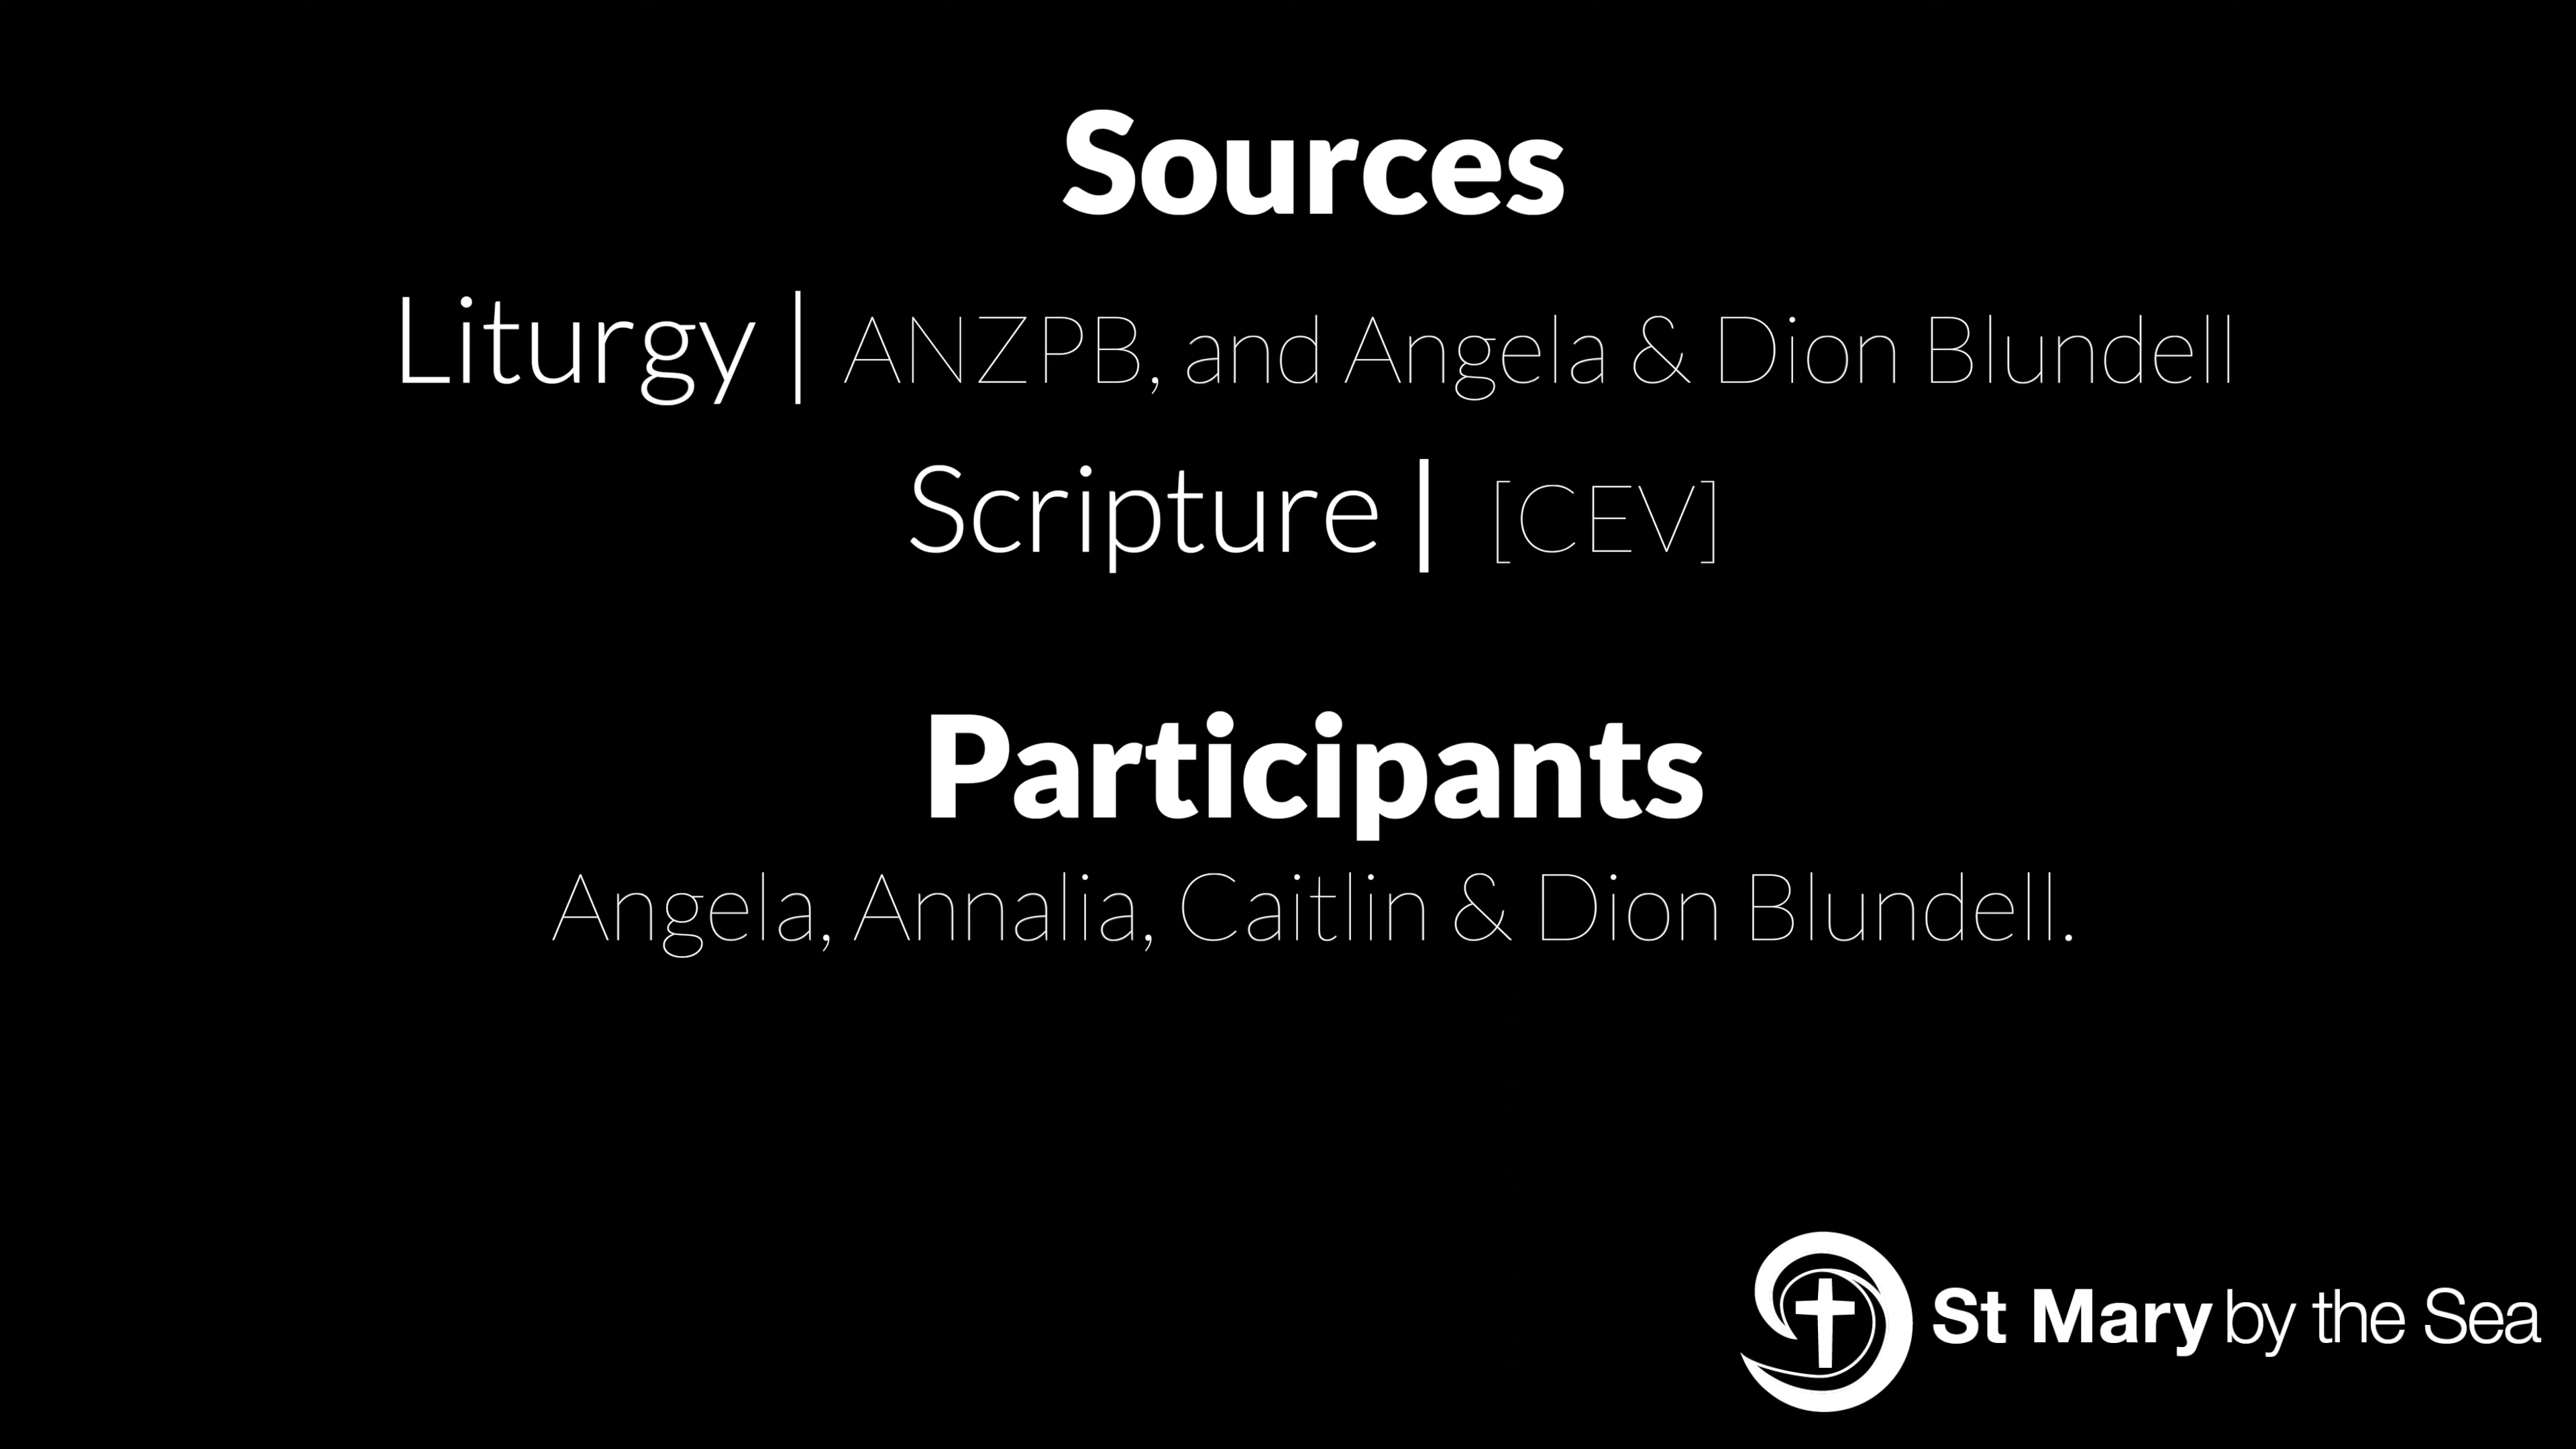 Sources
Liturgy | ANZPB, and Angela & Dion Blundell
Scripture | [CEV]
Participants
Angela, Annalia, Caitlin & Dion Blundell.
St Mary by the Sea